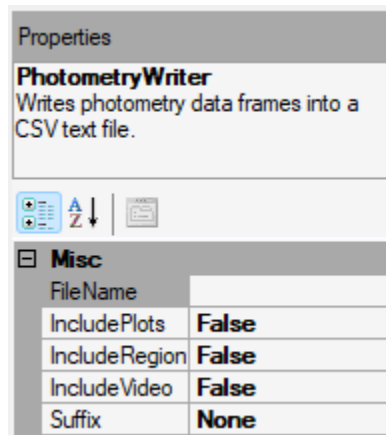 Properties
PhotometryWriter
Writes photometry data frames into a
CSV text file.
A
Z
Misc
FileName
IncludePlots False
IncludeRegion False
IncludeVideo False
Suffix None